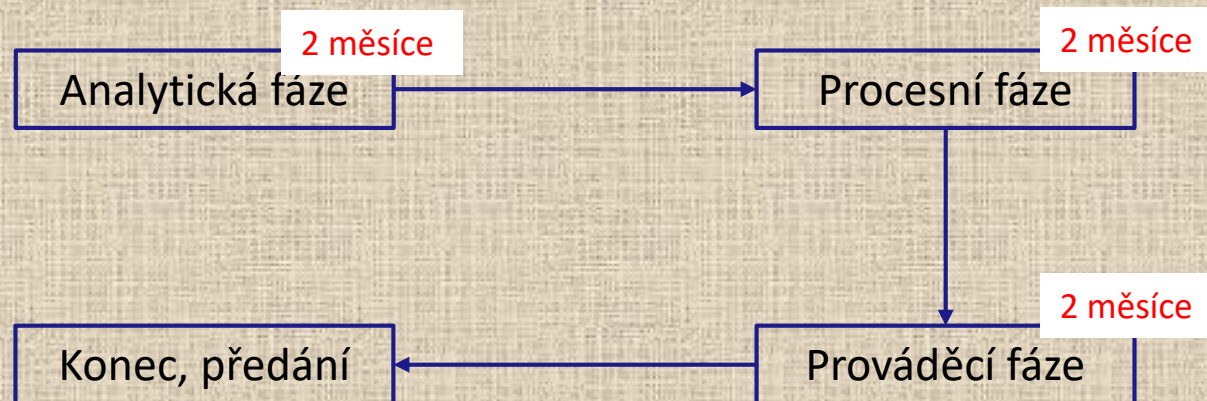 2 měsíce
Analytická fáze
2 měsíce
Procesní fáze
2 měsíce
Prováděcí fáze
Konec, předání